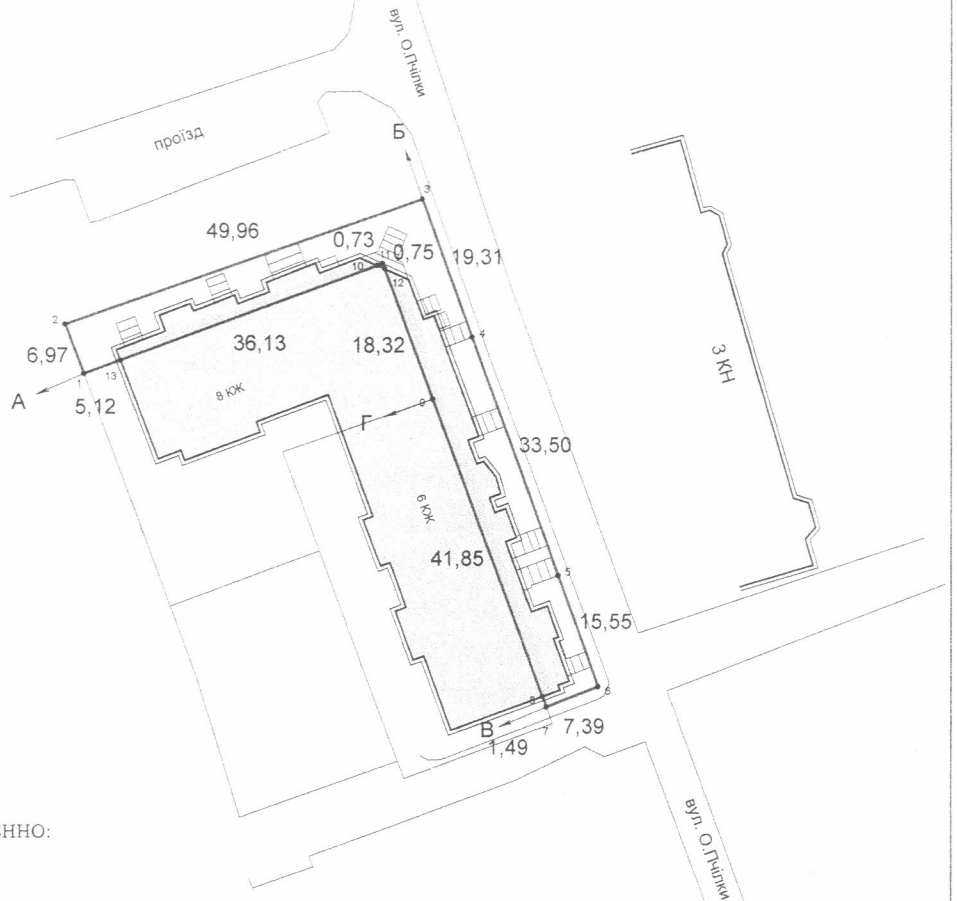 вул. О.Пчілки
проїзд
Б
3
49,96
0,73
11
0,75
10
12
19,31
2
6,97
36,13
18,32
4
3 КН
1
13
А
5,12
8 КЖ
9
Г
33,50
6 КЖ
41,85
5
15,55
8
6
В
7
7,39
1,49
вул. О.Пчілки
ЄННО: